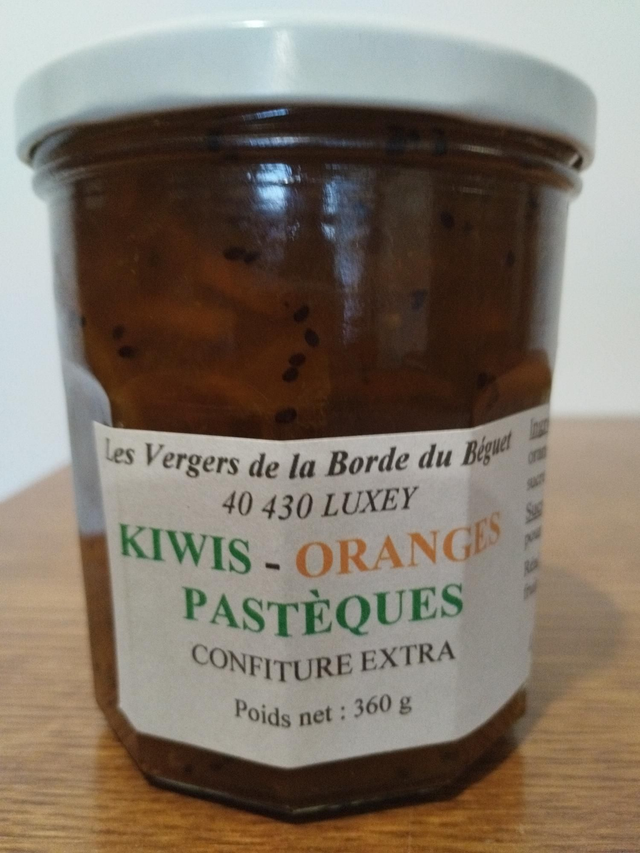 Les Vergers de la Borde du Béguet
40 430 LUXEY
KIWIS - ORANGES
PASTÈQUES
CONFITURE EXTRA
Poids net : 360 g